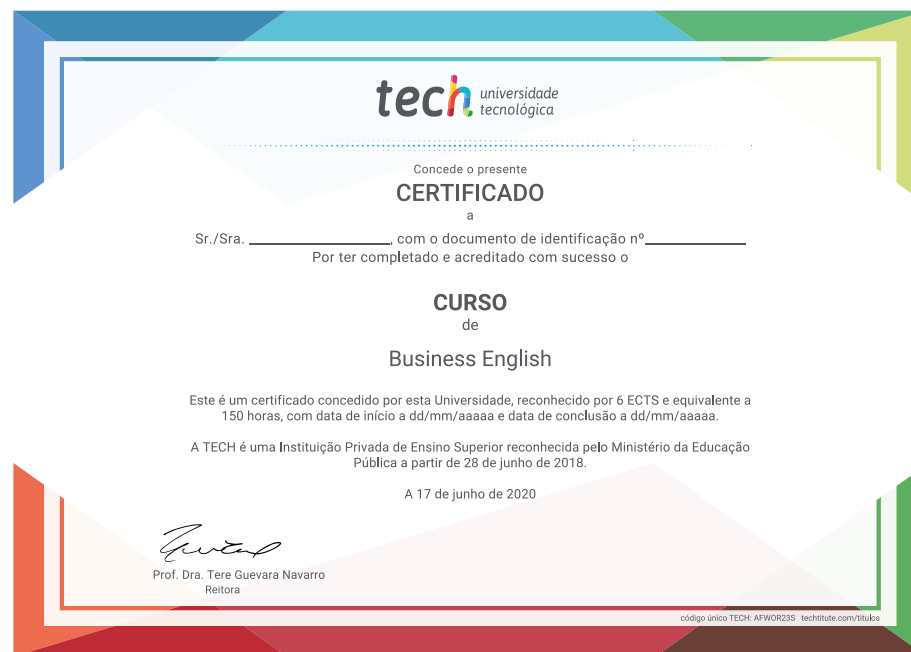 tech universidade
tecnológica
Concede o presente
CERTIFICADO
a
Sr./Sra. ____________________, com o documento de identificação nº______________
Por ter completado e acreditado com sucesso o
CURSO
de
Business English
Este é um certificado concedido por esta Universidade, reconhecido por 6 ECTS e equivalente a
150 horas, com data de início a dd/mm/aaaaa e data de conclusão a dd/mm/aaaaa.
A TECH é uma Instituição Privada de Ensino Superior reconhecida pelo Ministério da Educação
Pública a partir de 28 de junho de 2018.
A 17 de junho de 2020
Prof. Dra. Tere Guevara Navarro
Reitora
código único TECH: AFWOR23S techtitute.com/titulos